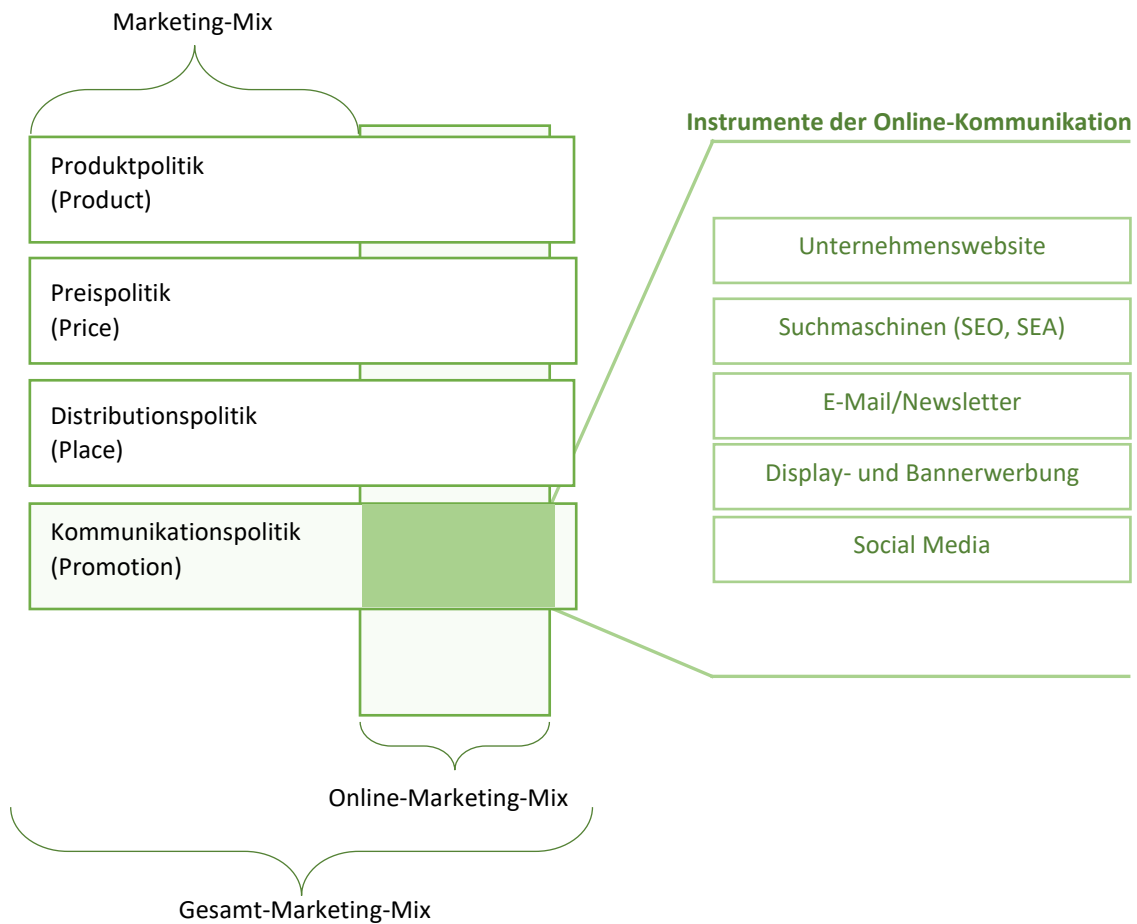 Marketing-Mix
Produktpolitik
(Product)
Preispolitik
(Price)
Distributionspolitik
(Place)
Kommunikationspolitik
(Promotion)
Instrumente der Online-Kommunikation
Unternehmenswebsite
Suchmaschinen (SEO, SEA)
E-Mail/Newsletter
Display- und Bannerwerbung
Social Media
Online-Marketing-Mix
Gesamt-Marketing-Mix